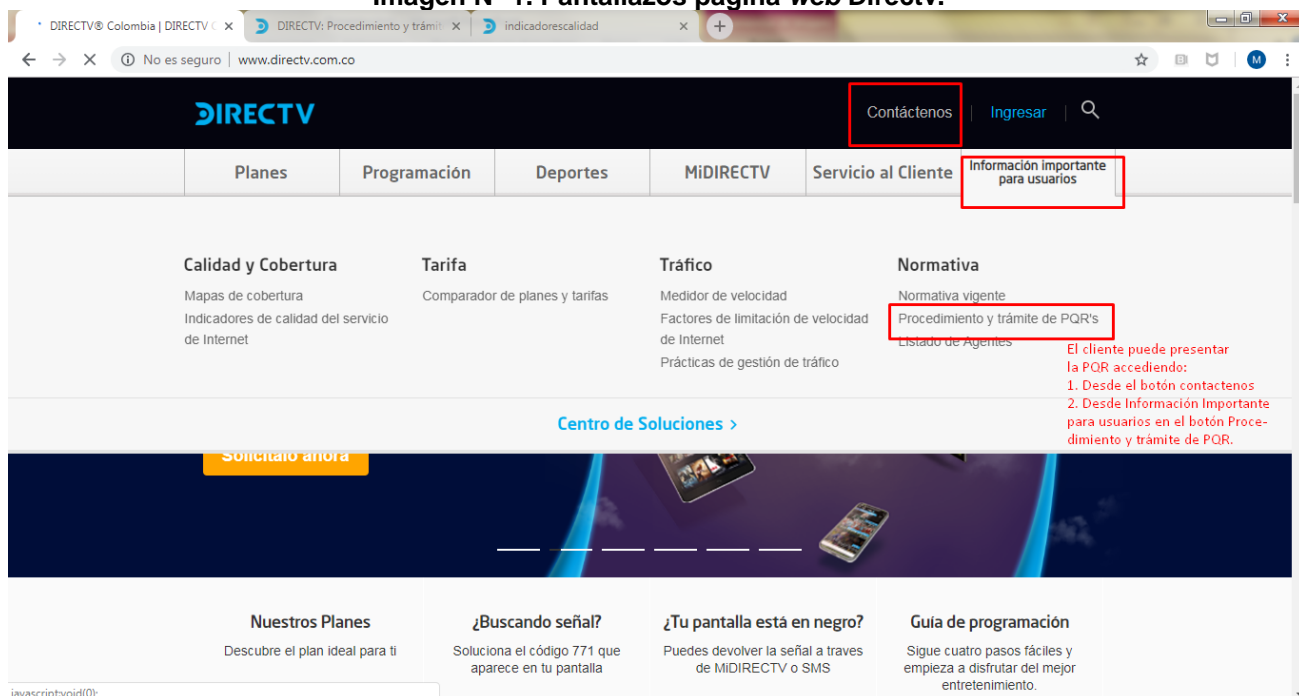 Imagen N° 1. Pantallazos página web Directv.
DIRECTV® Colombia | DIRECTV
DIRECTV: Procedimiento y trámit
indicadorescalidad
No es seguro | www.directv.com.co
M
DIRECTV
Contáctenos | Ingresar |
Planes
Programación
Deportes
MiDIRECTV
Servicio al Cliente
Información importante
para usuarios
Calidad y Cobertura
Mapas de cobertura
Indicadores de calidad del servicio
de Internet
Tarifa
Comparador de planes y tarifas
Tráfico
Medidor de velocidad
Factores de limitación de velocidad
de Internet
Prácticas de gestión de tráfico
Normativa
Normativa vigente
Procedimiento y trámite de PQR's
Listado de Agentes
El cliente puede presentar
la PQR accediendo:
1. Desde el botón contactenos
2. Desde Información Importante
para usuarios en el botón Proce-
dimiento y trámite de PQR.
Centro de Soluciones >
Solicítalo ahora
Nuestros Planes
Descubre el plan ideal para ti
¿Buscando señal?
Soluciona el código 771 que
aparece en tu pantalla
¿Tu pantalla está en negro?
Puedes devolver la señal a traves
de MiDIRECTV o SMS
Guía de programación
Sigue cuatro pasos fáciles y
empieza a disfrutar del mejor
entretenimiento.
javascript:void(0);